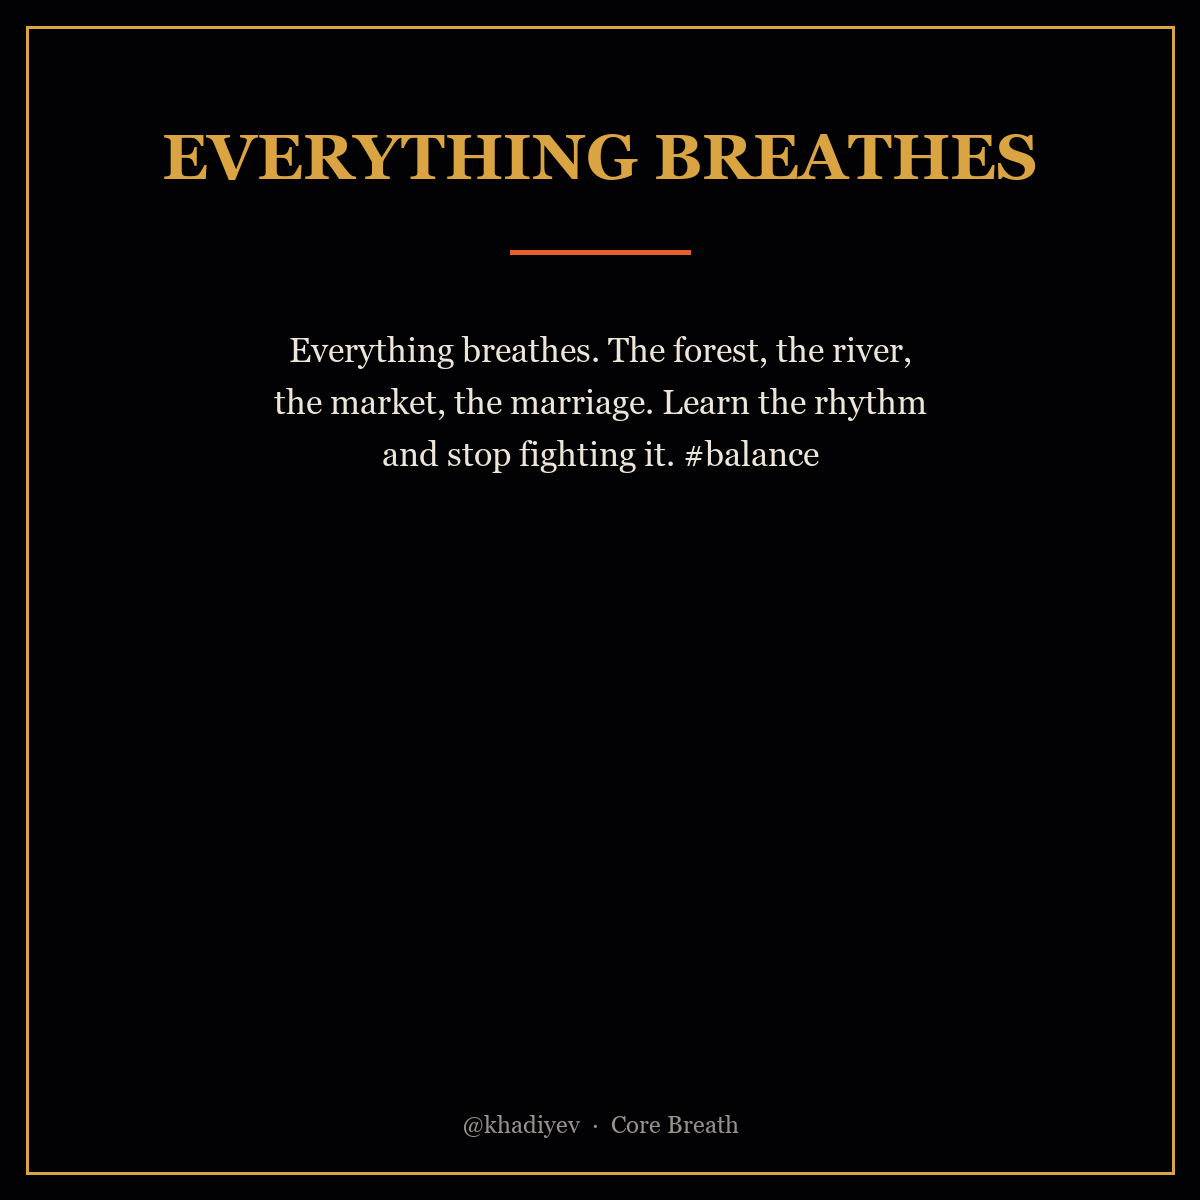 EVERYTHING BREATHES
Everything breathes. The forest, the river,
the market, the marriage. Learn the rhythm
and stop fighting it. #balance
@khadiyev · Core Breath